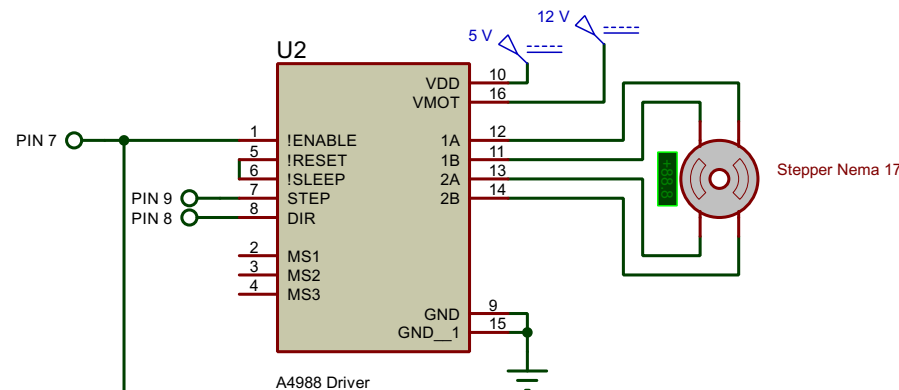 12 V
5 V
U2
10 VDD
16 VMOT
PIN 7 1 !ENABLE
5 !RESET
6 !SLEEP
PIN 9 7 STEP
PIN 8 8 DIR
2 MS1
3 MS2
4 MS3
1A 12
1B 11
2A 13
2B 14
+88.8
Stepper Nema 17
GND 9
GND__1 15
A4988 Driver